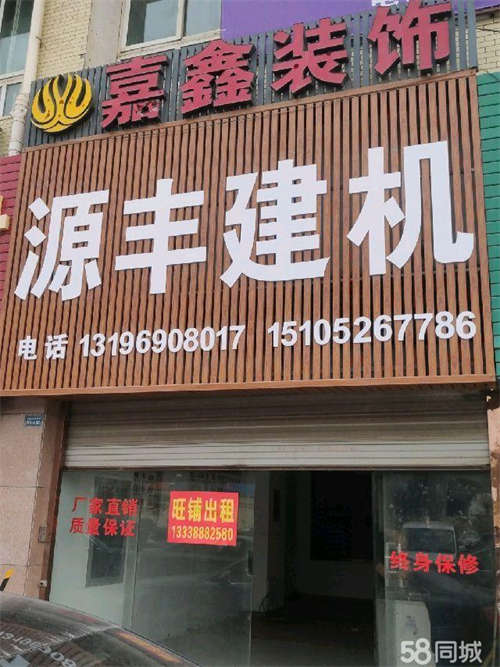 嘉鑫装饰
源丰建机
电话 13196908017 15105267786
厂家直销
质量保证
旺铺出租
13338882580
终身保修
58同城